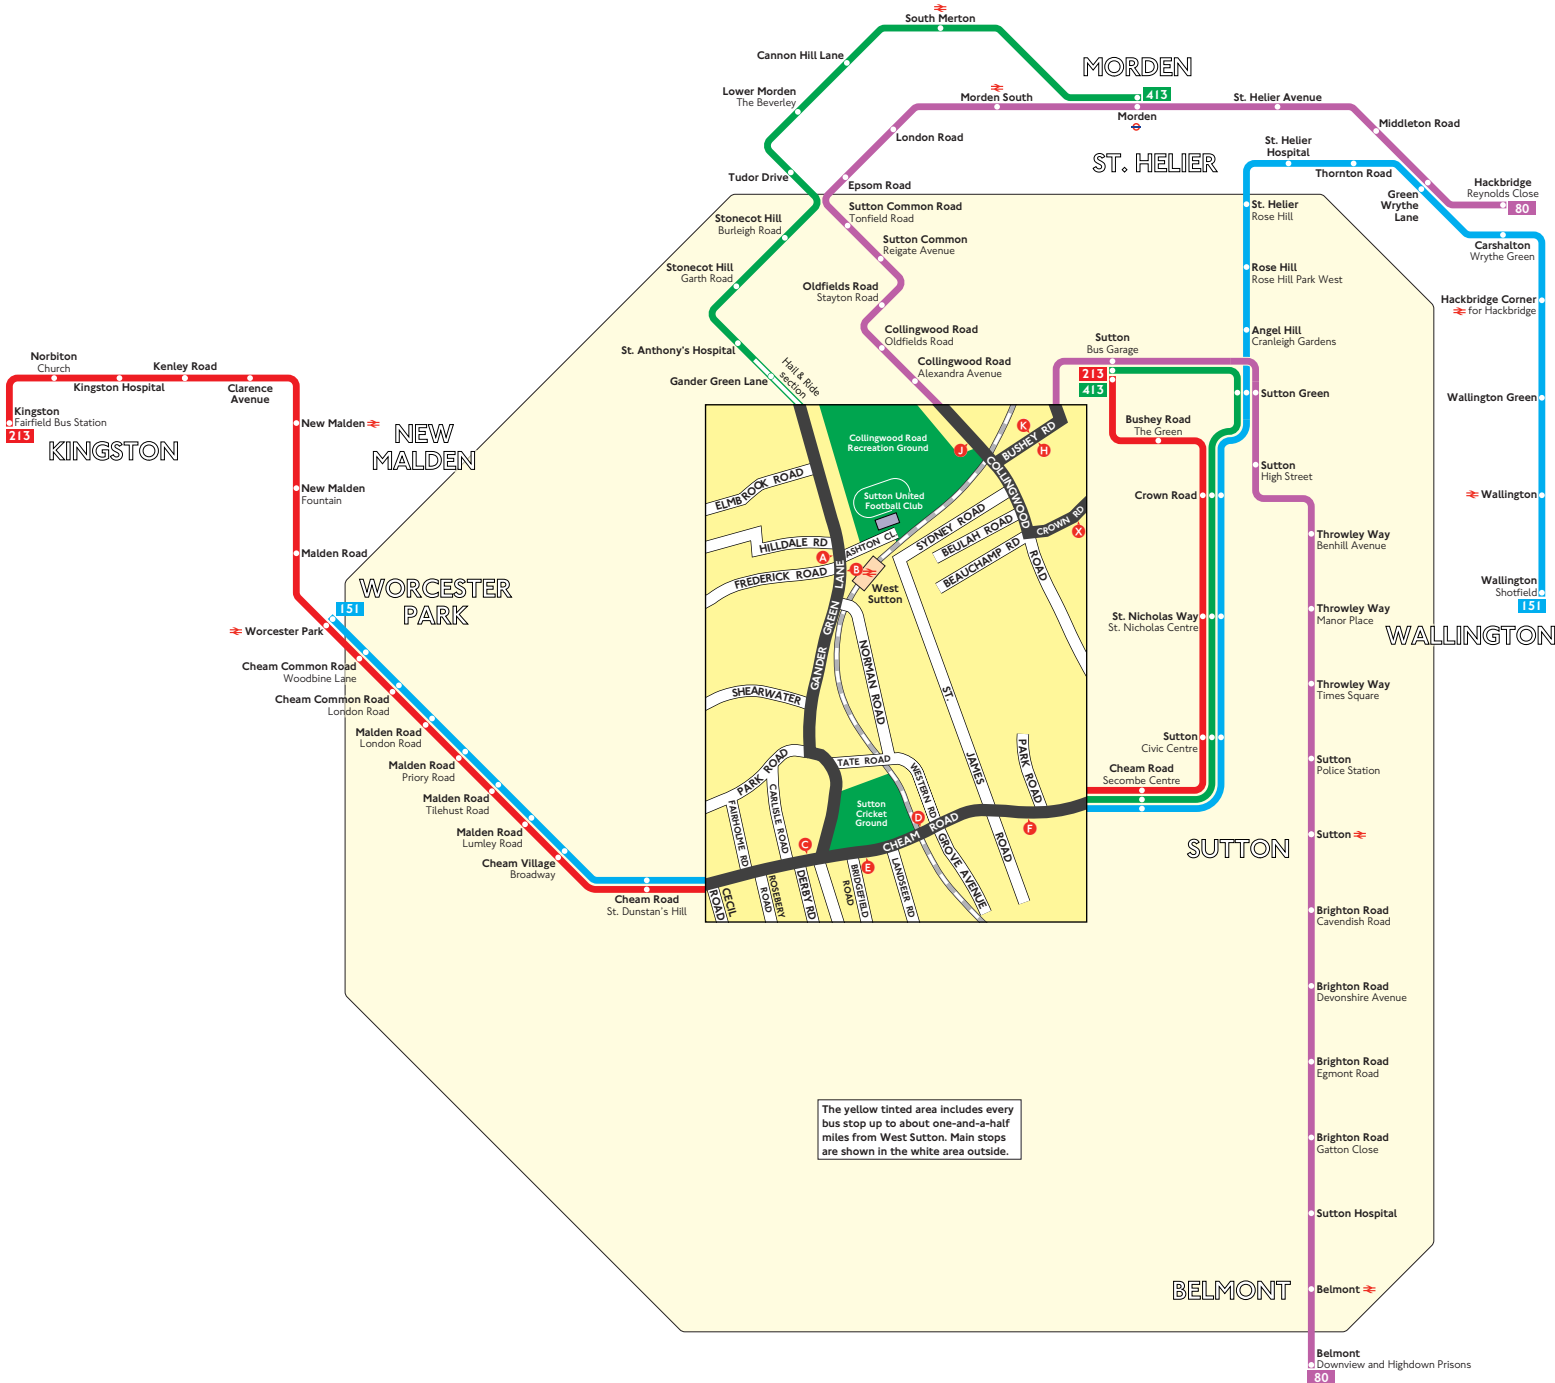 South Merton
Cannon Hill Lane
MORDEN
Lower Morden
The Beverley
413
Morden South
St. Helier Avenue
Morden
London Road
Middleton Road
St. Helier
Hospital
ST. HELIER
Thornton Road
Tudor Drive
Epsom Road
Green
Wrythe
Lane
Hackbridge
Reynolds Close
80
Sutton Common Road
Tonfield Road
St. Helier
Rose Hill
Stonecot Hill
Burleigh Road
Sutton Common
Reigate Avenue
Carshalton
Wrythe Green
Stonecot Hill
Garth Road
Rose Hill
Rose Hill Park West
Oldfields Road
Stayton Road
Hackbridge Corner
for Hackbridge
Collingwood Road
Oldfields Road
Angel Hill
Cranleigh Gardens
Sutton
Bus Garage
St. Anthony's Hospital
Collingwood Road
Alexandra Avenue
Gander Green Lane
Hail & Ride
section
213
413
Norbiton
Church
Kingston Hospital
Kenley Road
Clarence
Avenue
Sutton Green
Wallington Green
Kingston
Fairfield Bus Station
213
KINGSTON
New Malden
NEW
MALDEN
Bushey Road
The Green
Collingwood Road
Recreation Ground
K
H
J
BUSHEY RD
Sutton
High Street
New Malden
Fountain
ELMBROOK ROAD
Sutton United
Football Club
COLLINGWOOD
ROAD
Crown Road
Wallington
CROWN RD
X
SYDNEY ROAD
BEULAH ROAD
BEAUCHAMP RD
Malden Road
HILLDALE RD
ASHTON CL
A
B
FREDERICK ROAD
West
Sutton
Throwley Way
Benhill Avenue
Wallington
Shotfield
151
WALLINGTON
WORCESTER
PARK
151
Worcester Park
GANDER GREEN LANE
NORMAN ROAD
St. Nicholas Way
St. Nicholas Centre
Throwley Way
Manor Place
Cheam Common Road
Woodbine Lane
SHEARWATER
ST. JAMES ROAD
Throwley Way
Times Square
Cheam Common Road
London Road
Malden Road
London Road
PARK ROAD
TATE ROAD
WESTERN RD
PARK ROAD
Sutton
Civic Centre
Malden Road
Priory Road
Cheam Road
Secombe Centre
Sutton
Police Station
Malden Road
Tilehust Road
FAIRHOLME RD
CARLISLE ROAD
Sutton
Cricket
Ground
D
F
Malden Road
Lumley Road
CHEAM ROAD
C
E
GROVE AVENUE
Sutton
SUTTON
Cheam Village
Broadway
Cheam Road
St. Dunstan's Hill
CECIL
ROAD
ROSEBERY
ROAD
DERBY RD
BRIDGEFIELD
ROAD
LANDSEER RD
Brighton Road
Cavendish Road
Brighton Road
Devonshire Avenue
Brighton Road
Egmont Road
The yellow tinted area includes every
bus stop up to about one-and-a-half
miles from West Sutton. Main stops
are shown in the white area outside.
Brighton Road
Gatton Close
Sutton Hospital
BELMONT
Belmont
Belmont
Downview and Highdown Prisons
80